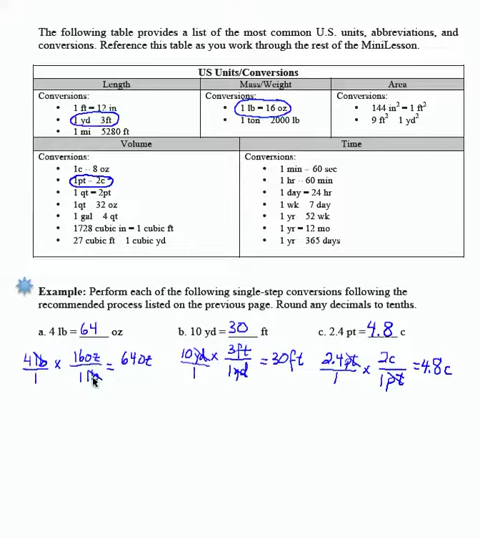 The following table provides a list of the most common U.S. units, abbreviations, and
conversions. Reference this table as you work through the rest of the MiniLesson.
US Units/Conversions
Length Mass/Weight Area
Conversions: Conversions: Conversions:
• 1 ft = 12 in • 1 lb = 16 oz • 144 in² = 1 ft²
• 1 yd 3ft • 1 ton 2000 lb • 9 ft² 1 yd²
• 1 mi 5280 ft
Volume Time
Conversions: Conversions:
• 1c = 8 oz • 1 min = 60 sec
• 1pt = 2c • 1 hr = 60 min
• 1 qt = 2pt • 1 day = 24 hr
• 1qt 32 oz • 1 wk 7 day
• 1 gal 4 qt • 1 yr 52 wk
• 1728 cubic in = 1 cubic ft • 1 yr = 12 mo
• 27 cubic ft 1 cubic yd • 1 yr 365 days
Example: Perform each of the following single-step conversions following the
recommended process listed on the previous page. Round any decimals to tenths.
a. 4 lb = 64 oz b. 10 yd = 30 ft c. 2.4 pt = 4.8 c
4lb/1 × 16oz/1lb = 64oz 10yd/1 × 3ft/1yd = 30ft 2.4pt/1 × 2c/1pt = 4.8c